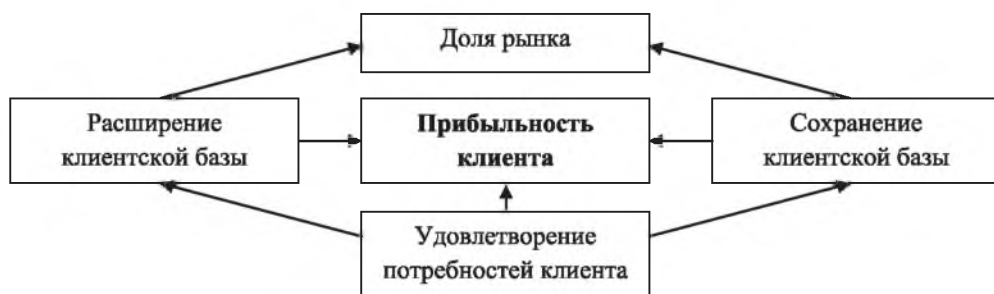 Доля рынка
Расширение
клиентской базы
Прибыльность
клиента
Сохранение
клиентской базы
Удовлетворение
потребностей клиента